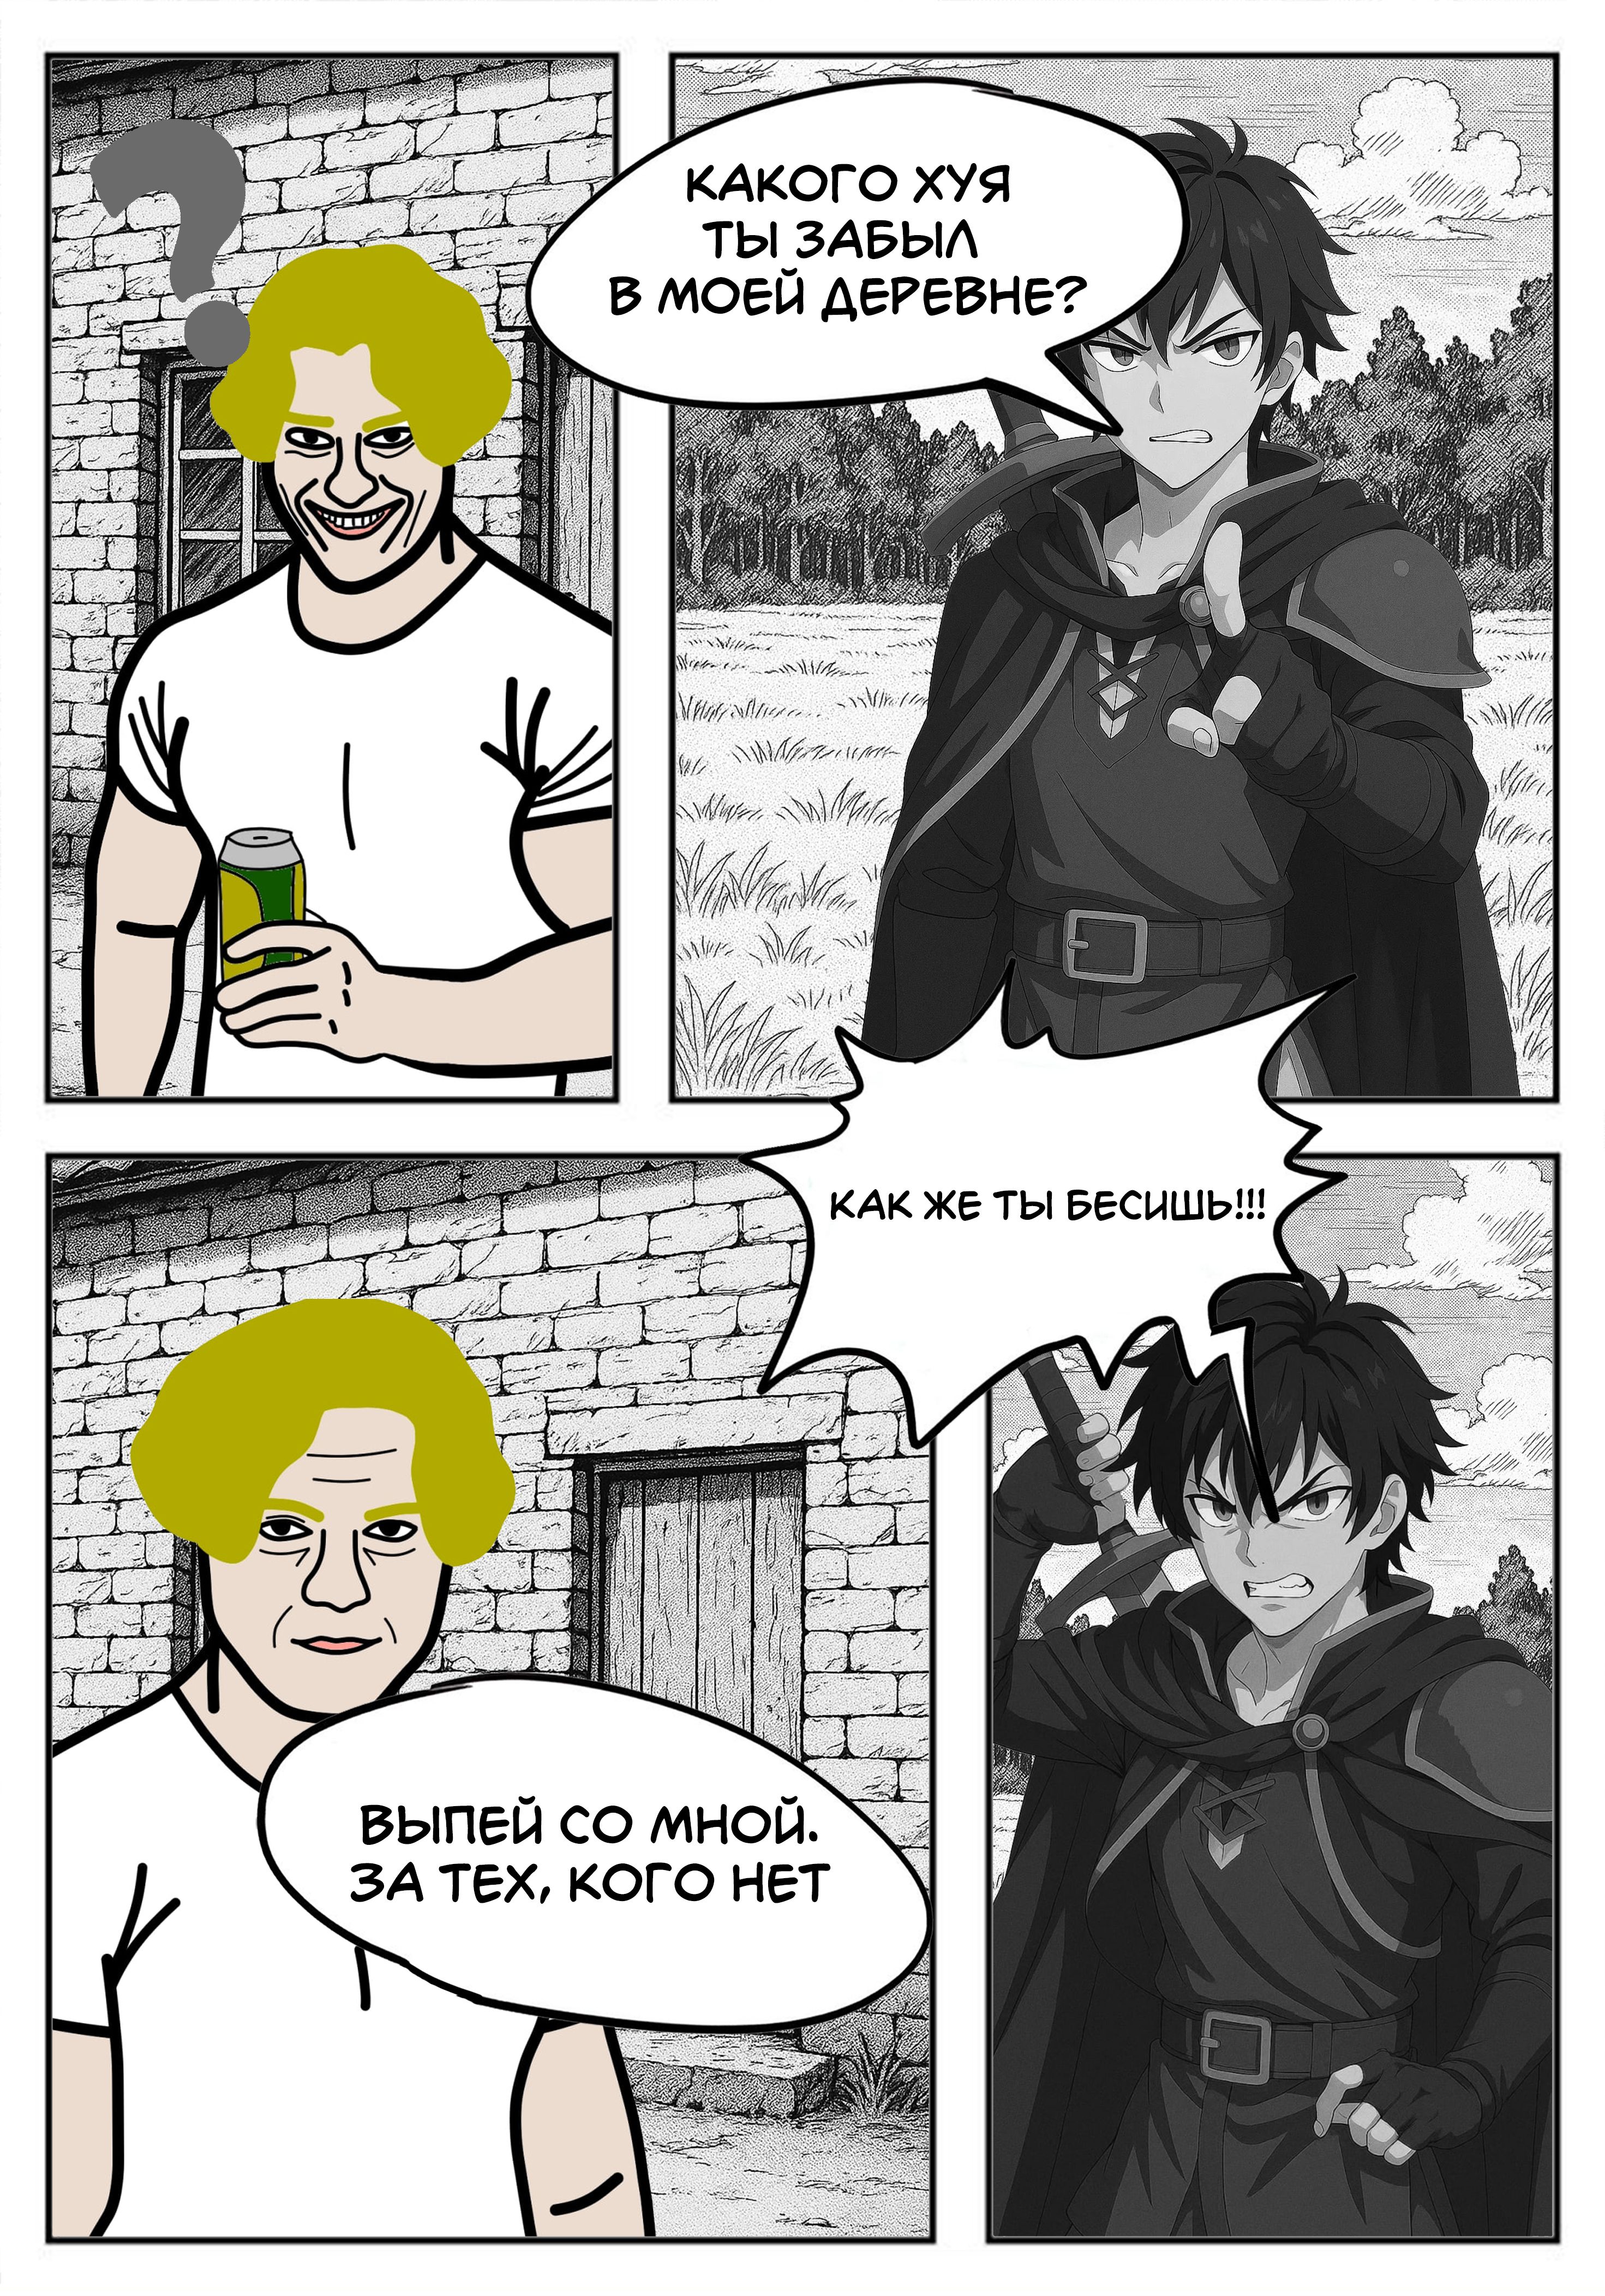 ?
КАКОГО ХУЯ
ТЫ ЗАБЫЛ
В МОЕЙ ДЕРЕВНЕ?
КАК ЖЕ ТЫ БЕСИШЬ!!!
ВЫПЕЙ СО МНОЙ.
ЗА ТЕХ, КОГО НЕТ